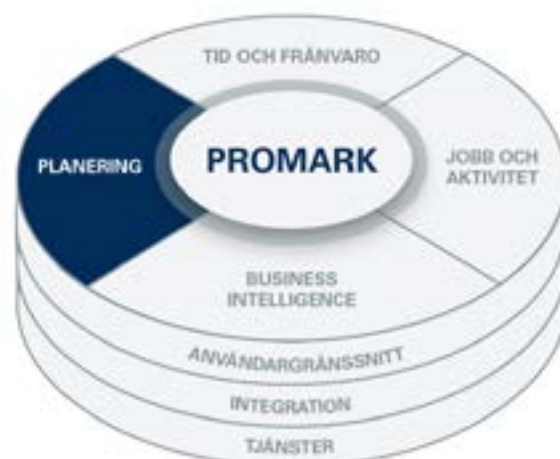 TID OCH FRÅNVARO
PLANERING
PROMARK
JOBB OCH
AKTIVITET
BUSINESS
INTELLIGENCE
ANVÄNDARGRÄNSSNITT
INTEGRATION
TJÄNSTER